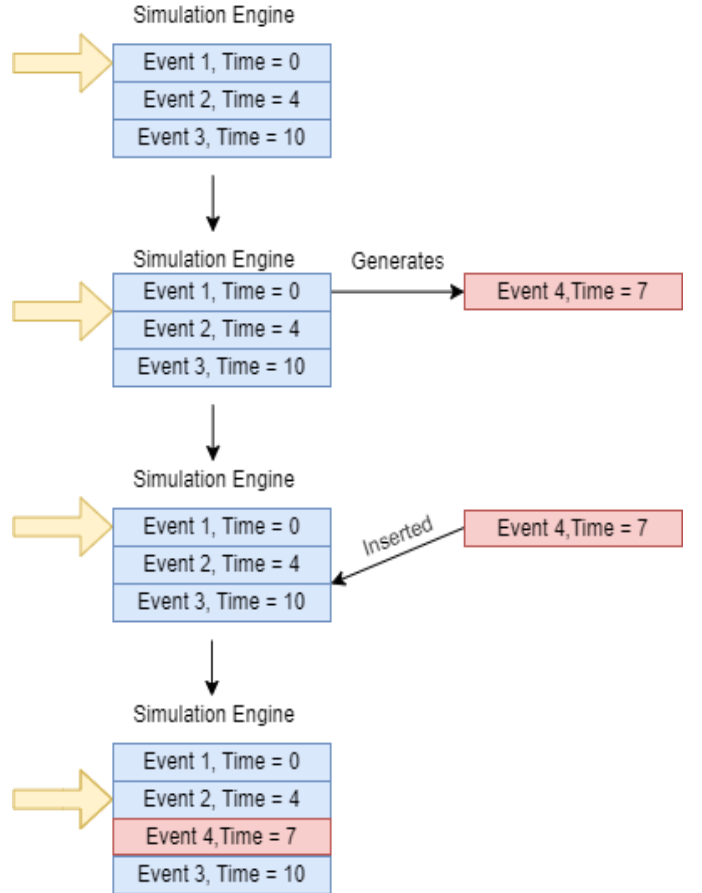 Simulation Engine
Event 1, Time = 0
Event 2, Time = 4
Event 3, Time = 10
Simulation Engine
Generates
Event 1, Time = 0
Event 4,Time = 7
Event 2, Time = 4
Event 3, Time = 10
Simulation Engine
Event 1, Time = 0
Inserted
Event 4,Time = 7
Event 2, Time = 4
Event 3, Time = 10
Simulation Engine
Event 1, Time = 0
Event 2, Time = 4
Event 4,Time = 7
Event 3, Time = 10